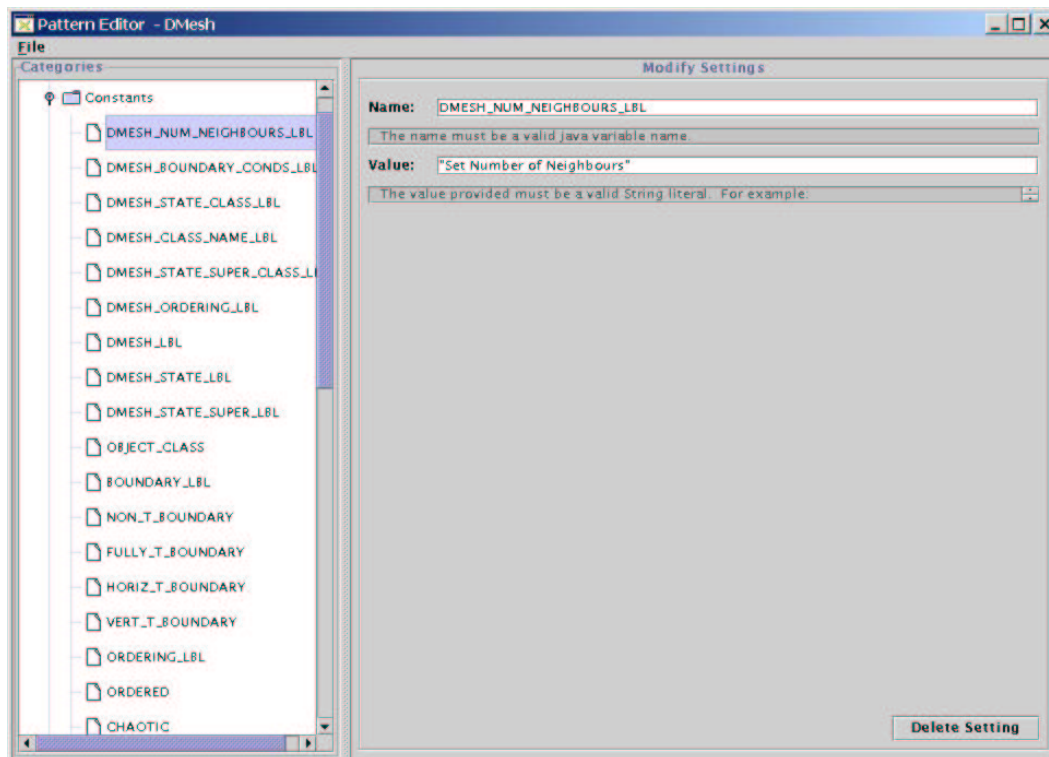 Pattern Editor - DMesh
File
Categories
Constants
DMESH_NUM_NEIGHBOURS_LBL
DMESH_BOUNDARY_CONDS_LBL
DMESH_STATE_CLASS_LBL
DMESH_CLASS_NAME_LBL
DMESH_STATE_SUPER_CLASS_L
DMESH_ORDERING_LBL
DMESH_LBL
DMESH_STATE_LBL
DMESH_STATE_SUPER_LBL
OBJECT_CLASS
BOUNDARY_LBL
NON_T_BOUNDARY
FULLY_T_BOUNDARY
HORIZ_T_BOUNDARY
VERT_T_BOUNDARY
ORDERING_LBL
ORDERED
CHAOTIC
Modify Settings
Name: DMESH_NUM_NEIGHBOURS_LBL
The name must be a valid java variable name.
Value: "Set Number of Neighbours"
The value provided must be a valid String literal. For example:
Delete Setting